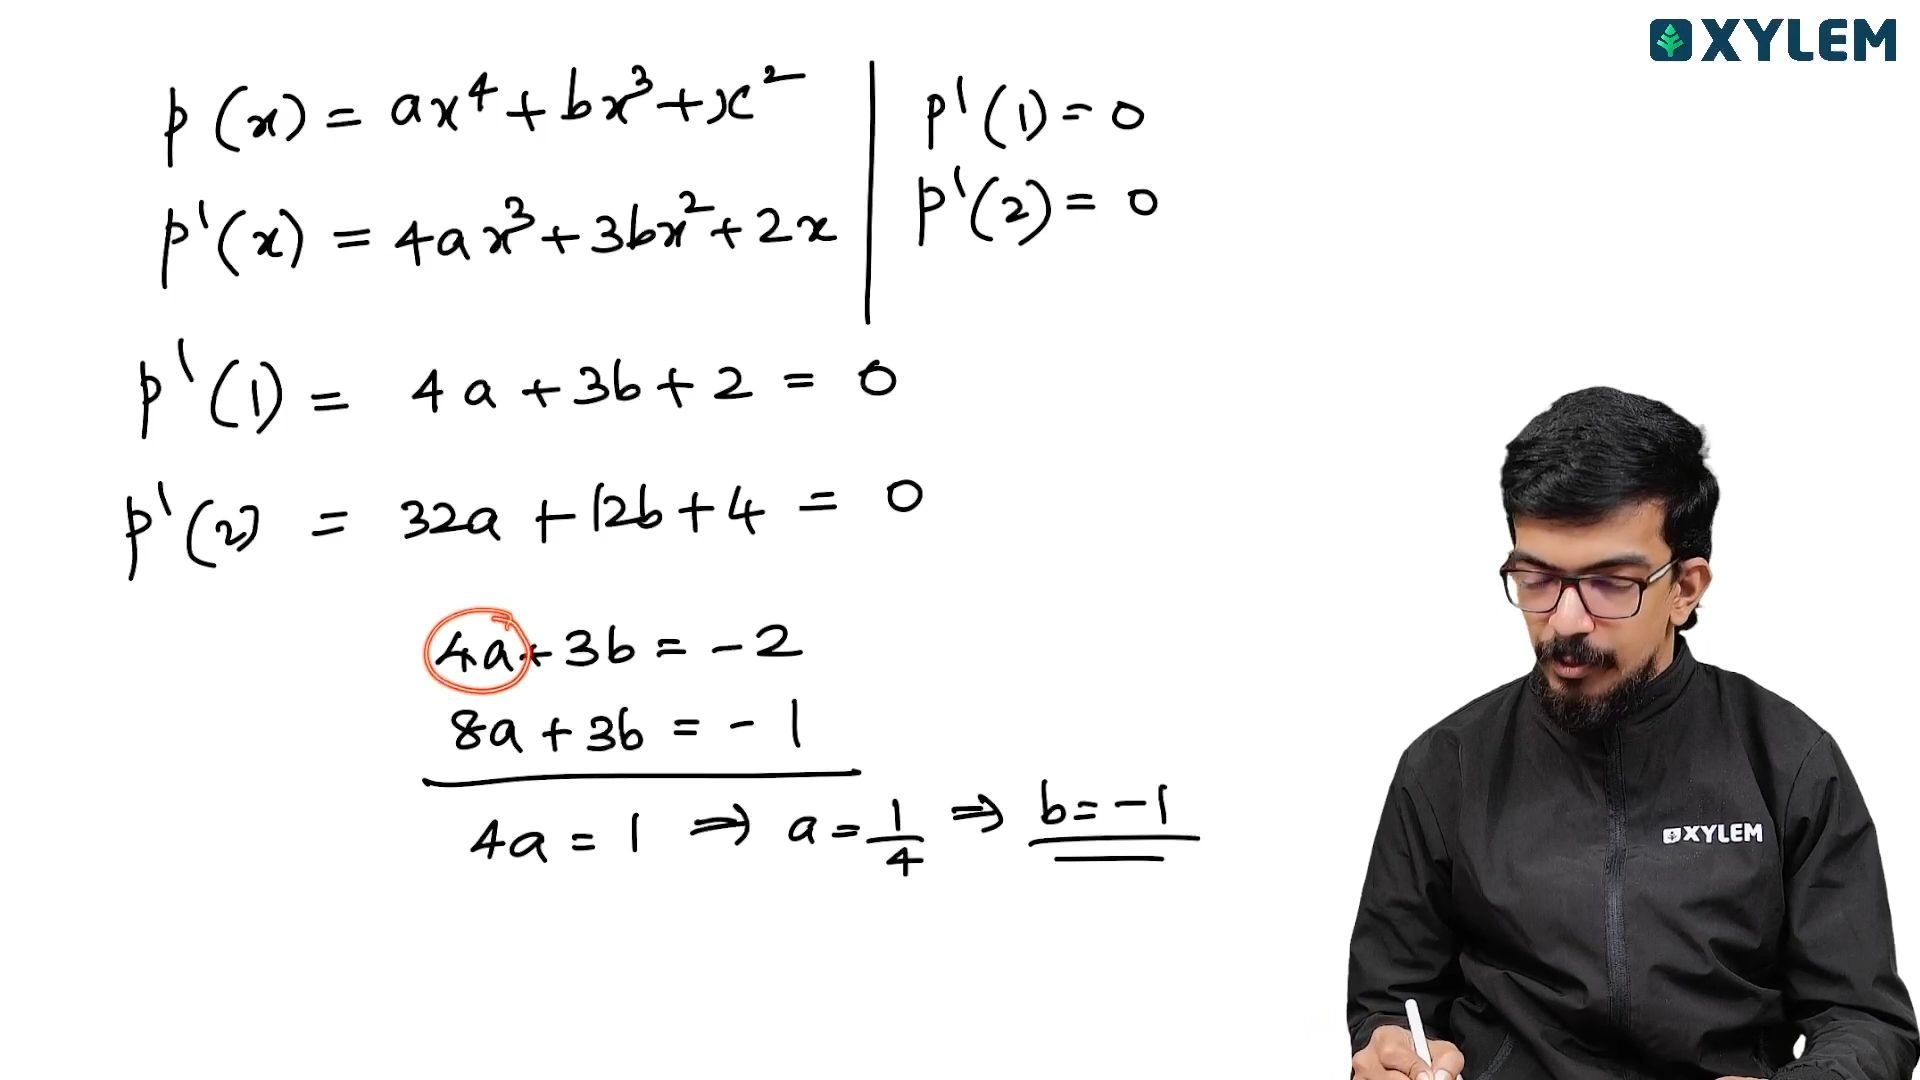 XYLEM
p(x) = ax⁴ + bx³ + x²
p'(x) = 4ax³ + 3bx² + 2x
p'(1) = 0
p'(2) = 0
p'(1) = 4a + 3b + 2 = 0
p'(2) = 32a + 12b + 4 = 0
4a + 3b = -2
8a + 3b = -1
4a = 1 ⇒ a = 1/4 ⇒ b = -1
XYLEM